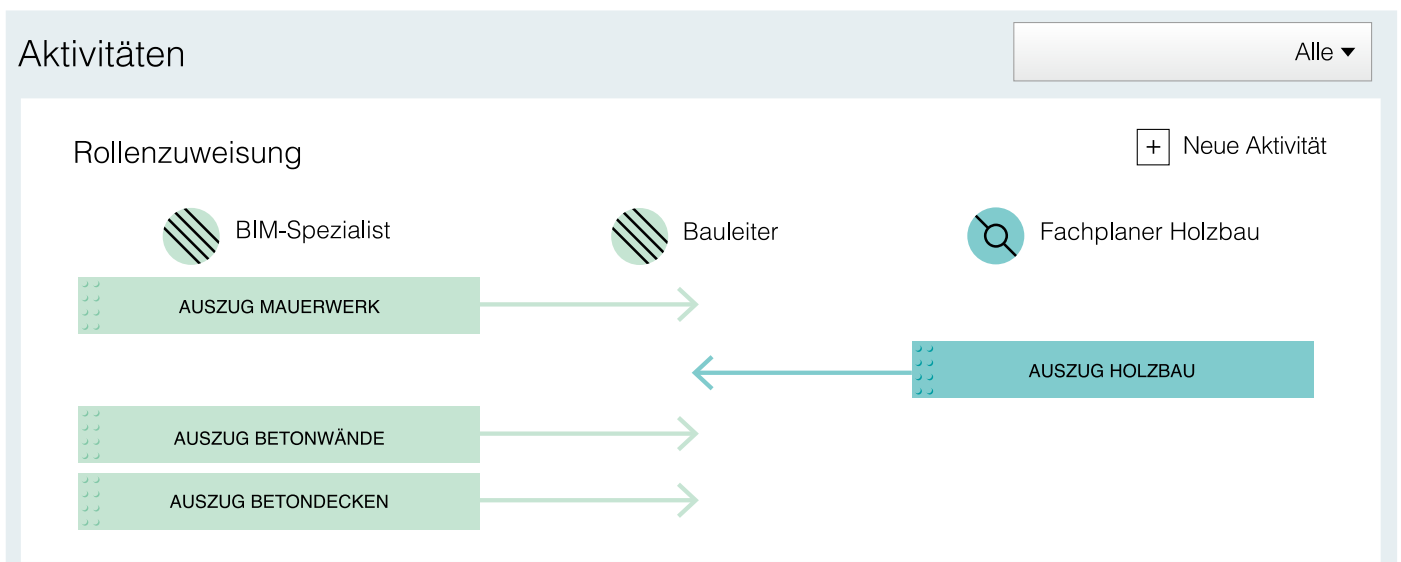 Aktivitäten
Alle
Rollenzuweisung
+ Neue Aktivität
BIM-Spezialist
Bauleiter
Fachplaner Holzbau
AUSZUG MAUERWERK
AUSZUG HOLZBAU
AUSZUG BETONWÄNDE
AUSZUG BETONDECKEN